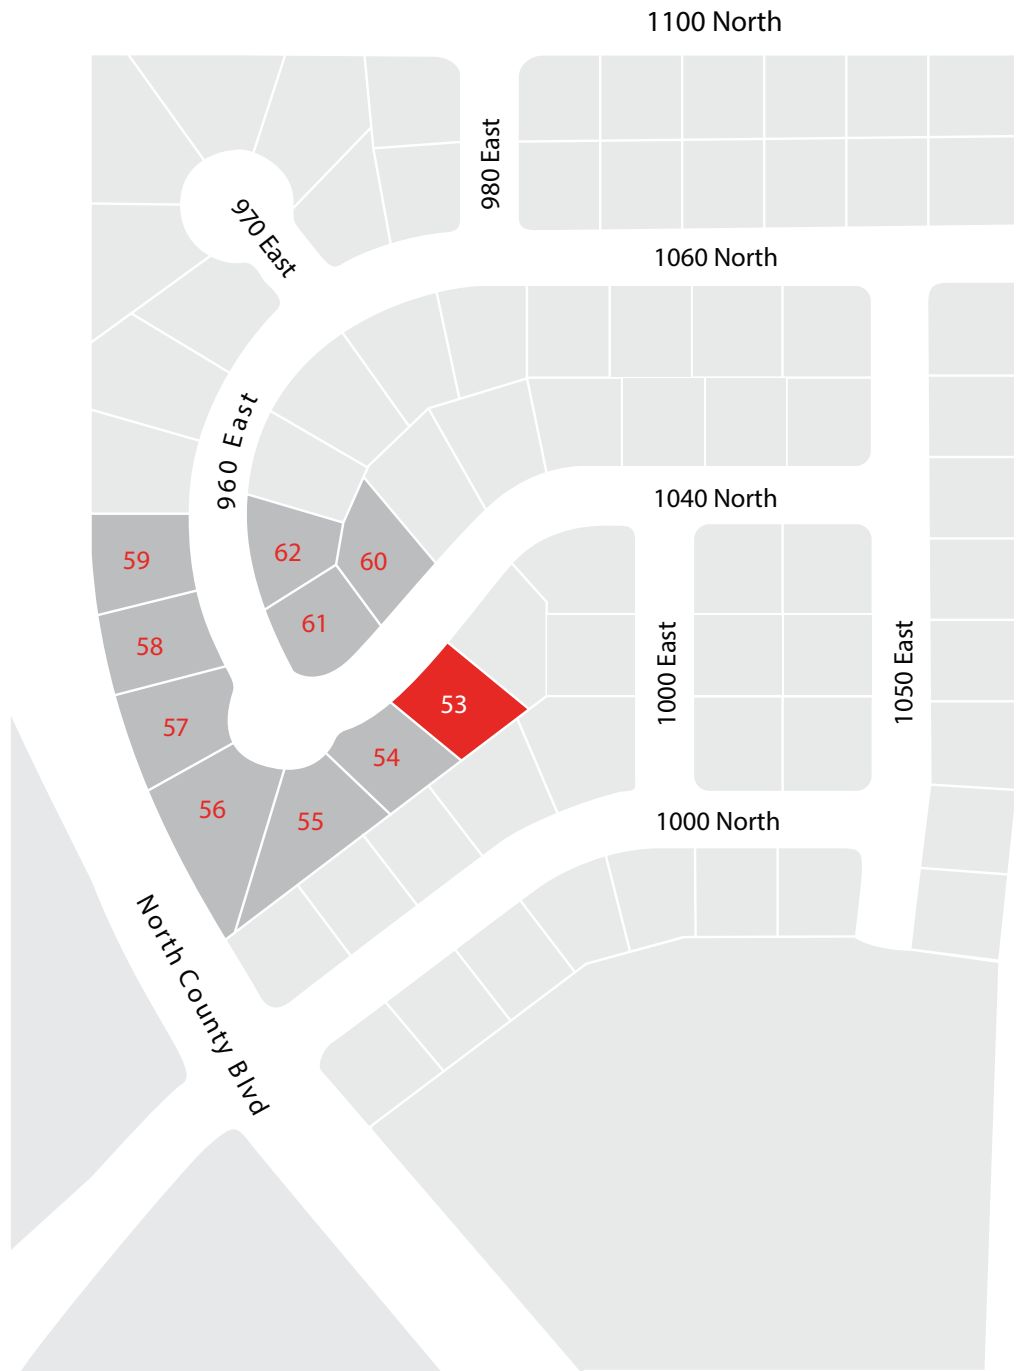 1100 North
980 East
970 East
1060 North
960 East
1040 North
59
62
60
61
58
1000 East
1050 East
53
57
54
56
55
1000 North
North County Blvd